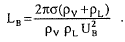 L_B = 2πσ(ρ_V+ρ_L) / ρ_V ρ_L U_B^2 .